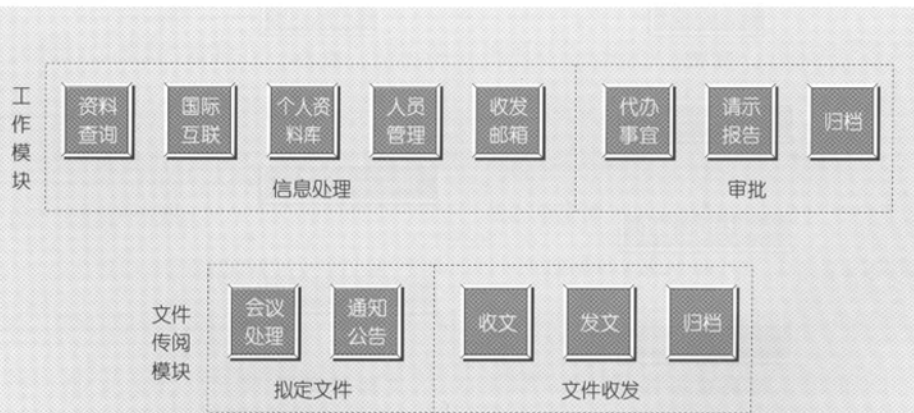 工作模块
资料
查询
国际
互联
个人资
料库
人员
管理
收发
邮箱
信息处理
代办
事宜
请示
报告
归档
审批
文件
传阅
模块
会议
处理
通知
公告
拟定文件
收文
发文
归档
文件收发